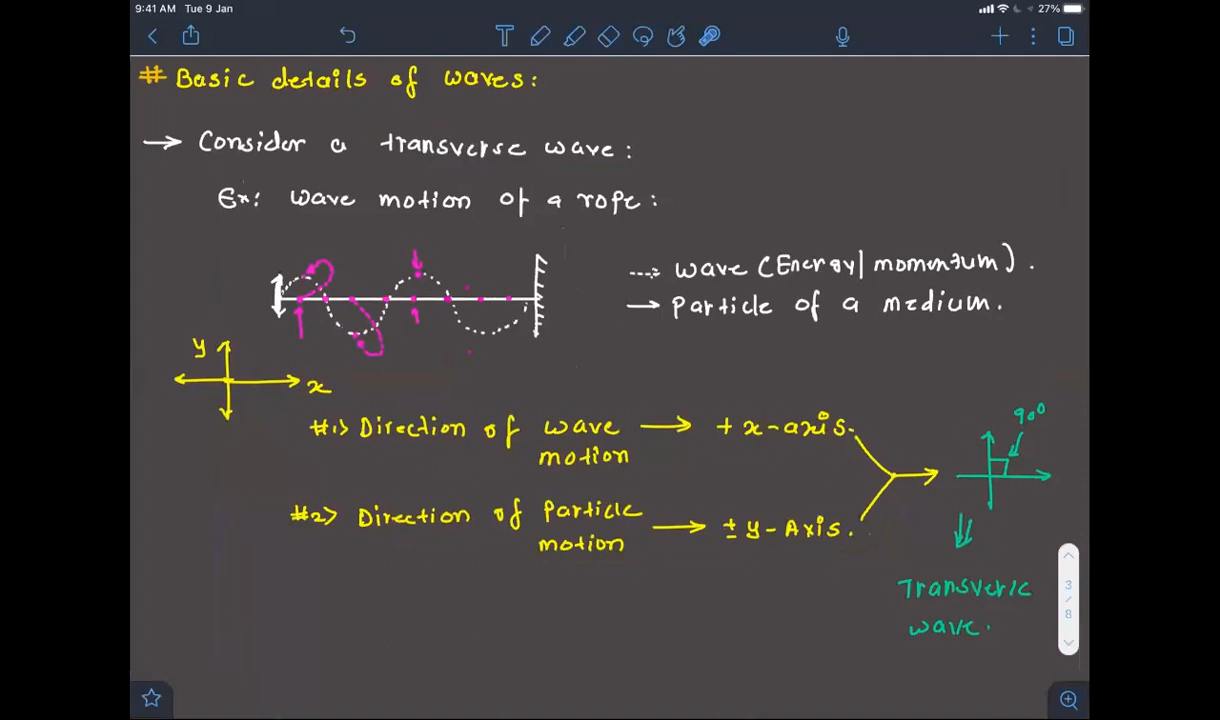 9:41 AM Tue 9 Jan
27%
# Basic details of waves:
→ Consider a transverse wave:
Ex: wave motion of a rope:
wave (Energy/momentum).
→ Particle of a medium.
y
x
#1> Direction of wave motion → + x-axis.
90°
#2> Direction of Particle motion → ± y-Axis.
Transverse
wave.
3
/
8